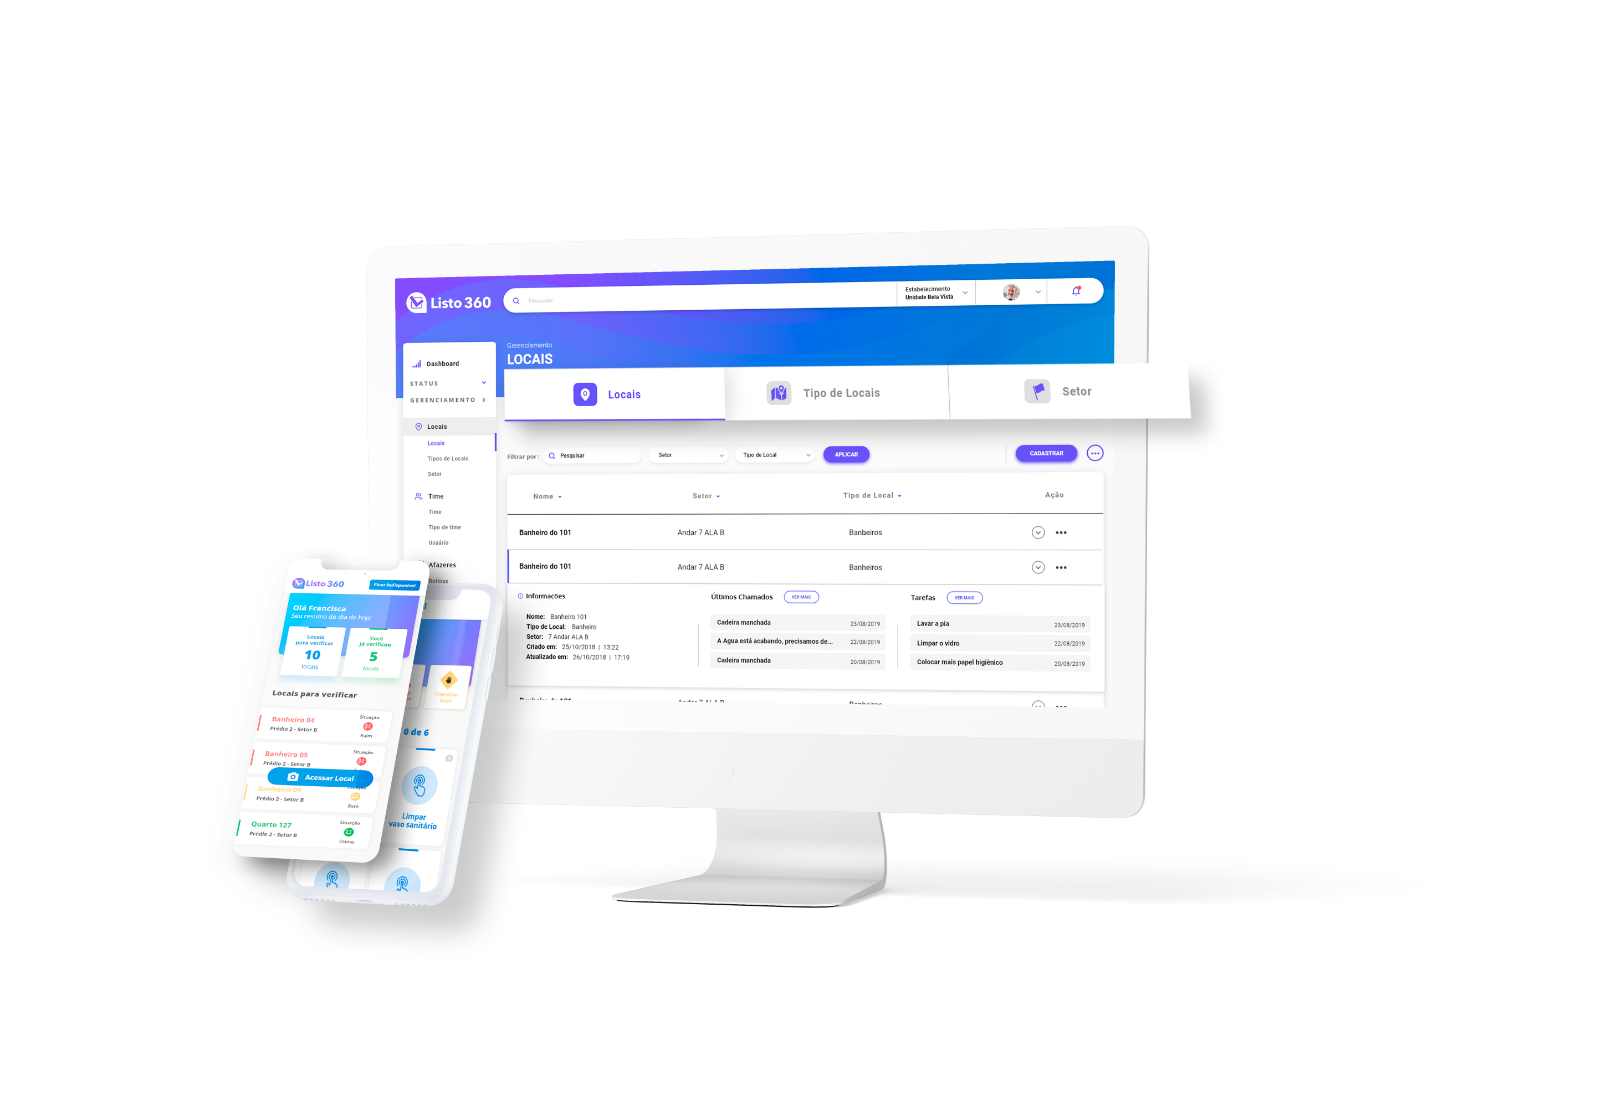 Listo 360
Pesquisar
Estabelecimento
Unidade Bela Vista
Gerenciamento
LOCAIS
Dashboard
STATUS
GERENCIAMENTO
Locais
Locais
Tipos de Locais
Setor
Time
Time
Tipo de time
Usuário
Afazeres
Rotinas
Locais
Tipo de Locais
Setor
Filtrar por:
Pesquisar
Setor
Tipo de Local
APLICAR
CADASTRAR
Nome
Setor
Tipo de Local
Ação
Banheiro do 101
Andar 7 ALA B
Banheiros
Banheiro do 101
Andar 7 ALA B
Banheiros
Informações
Nome: Banheiro 101
Tipo de Local: Banheiro
Setor: 7 Andar ALA B
Criado em: 25/10/2018 | 13:22
Atualizado em: 26/10/2018 | 17:19
Últimos Chamados
VER MAIS
Cadeira manchada 23/08/2019
A Agua está acabando, precisamos de... 22/08/2019
Cadeira manchada 20/08/2019
Tarefas
VER MAIS
Lavar a pia 23/08/2019
Limpar o vidro 22/08/2019
Colocar mais papel higiênico 20/08/2019
Listo 360
Ficar Indisponível
Olá Francisca
Seu resumo do dia de hoje
Locais
para verificar
10
locais
Você
já verificou
5
locais
Locais para verificar
Banheiro 04
Prédio 2 - Setor B
Situação
Ruim
Banheiro 05
Prédio 2 - Setor B
Situação
Acessar Local
Banheiro 09
Prédio 2 - Setor B
Bom
Quarto 127
Prédio 2 - Setor B
Situação
Ótimo
0 de 6
Limpar
vaso sanitário